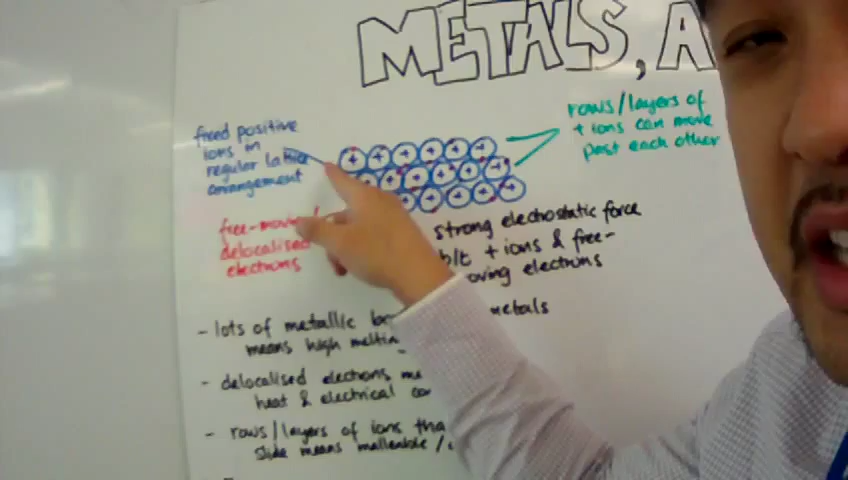 METALS, A
fixed positive
ions in
regular lattice
arrangement
rows/layers of
+ ions can move
past each other
free-moving/
delocalised
electrons
strong electrostatic force
b/t + ions & free-
oving electrons
etals
- lots of metallic bo
means high meltin
- delocalised electrons m
heat & electrical co
- rows/layers of ions tha
slide means malleable/